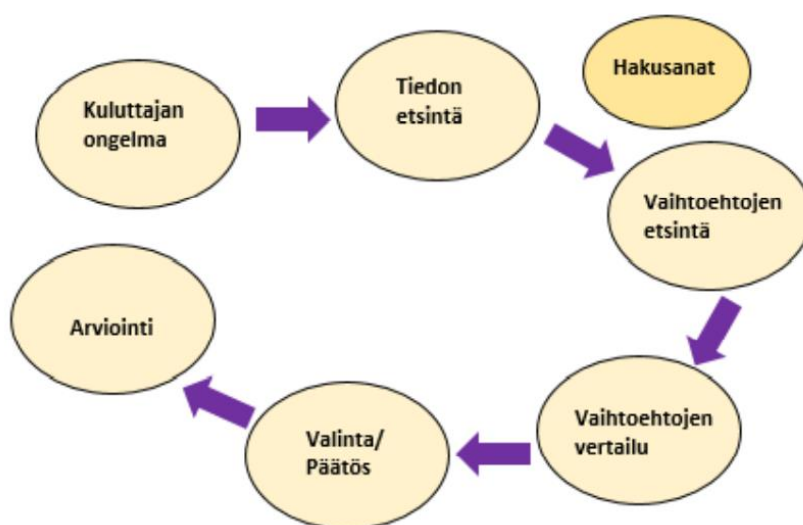 Kuluttajan
ongelma
Tiedon
etsintä
Hakusanat
Vaihtoehtojen
etsintä
Vaihtoehtojen
vertailu
Valinta/
Päätös
Arviointi